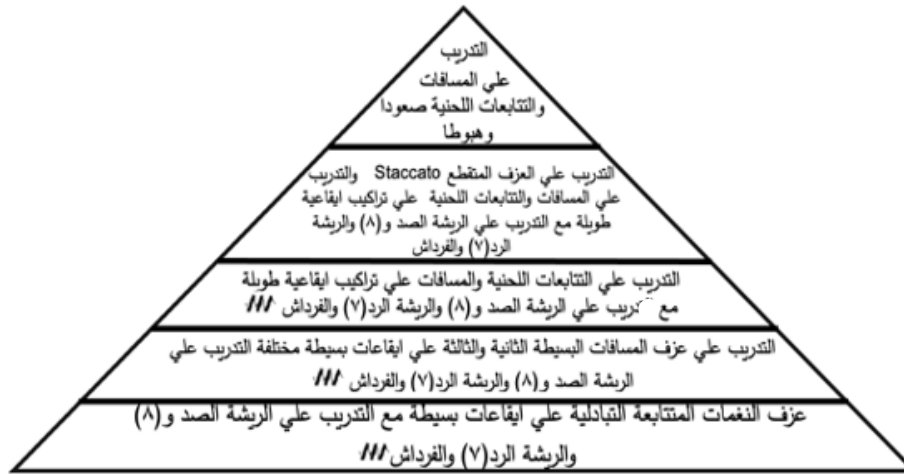 التدريب
علي المسافات
والتتابعات اللحنية صعودا
وهبوطا
التدريب علي العزف المتقطع Staccato والتدريب
علي المسافات والتتابعات اللحنية علي تراكيب ايقاعية
طويلة مع التدريب علي الريشة الصد و(٨) والريشة
الرد(٧) والفرداش
التدريب علي التتابعات اللحنية والمسافات علي تراكيب ايقاعية طويلة
مع علي الريشة الصد و(٨) والريشة الرد(٧) والفرداش
التدريب علي عزف المسافات البسيطة الثانية والثالثة علي ايقاعات بسيطة مختلفة التدريب علي
الريشة الصد و(٨) والريشة الرد(٧) والفرداش
عزف النغمات المتتابعة التبادلية علي ايقاعات بسيطة مع التدريب علي الريشة الصد و(٨)
والريشة الرد(٧) والفرداش